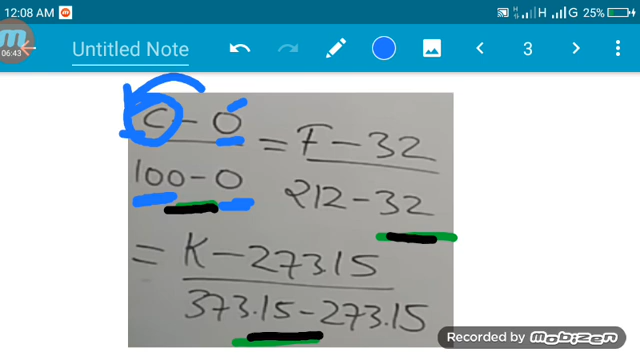 12:08 AM
H G 25%
M
06:43
Untitled Note
3
C - 0 = F - 32
100 - 0 212 - 32
= K - 273.15
373.15 - 273.15
Recorded by mobizen